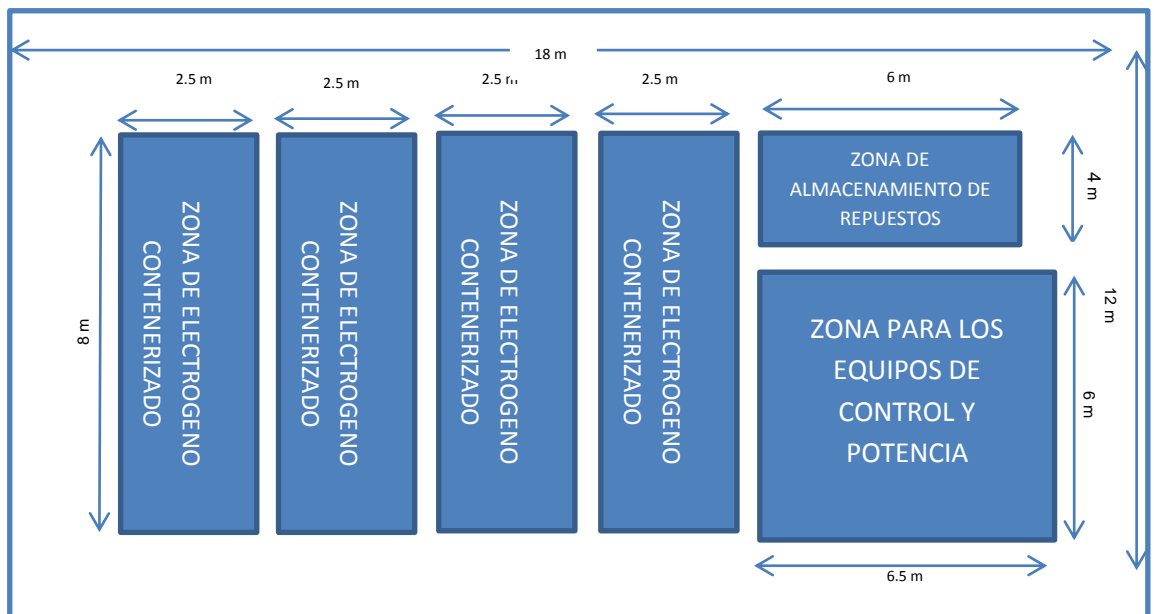 18 m
2.5 m
2.5 m
2.5 m
2.5 m
6 m
ZONA DE ELECTROGENO
CONTENERIZADO
ZONA DE ELECTROGENO
CONTENERIZADO
ZONA DE ELECTROGENO
CONTENERIZADO
ZONA DE ELECTROGENO
CONTENERIZADO
ZONA DE
ALMACENAMIENTO DE
REPUESTOS
4 m
12 m
8 m
ZONA PARA LOS
EQUIPOS DE
CONTROL Y
POTENCIA
6 m
6.5 m